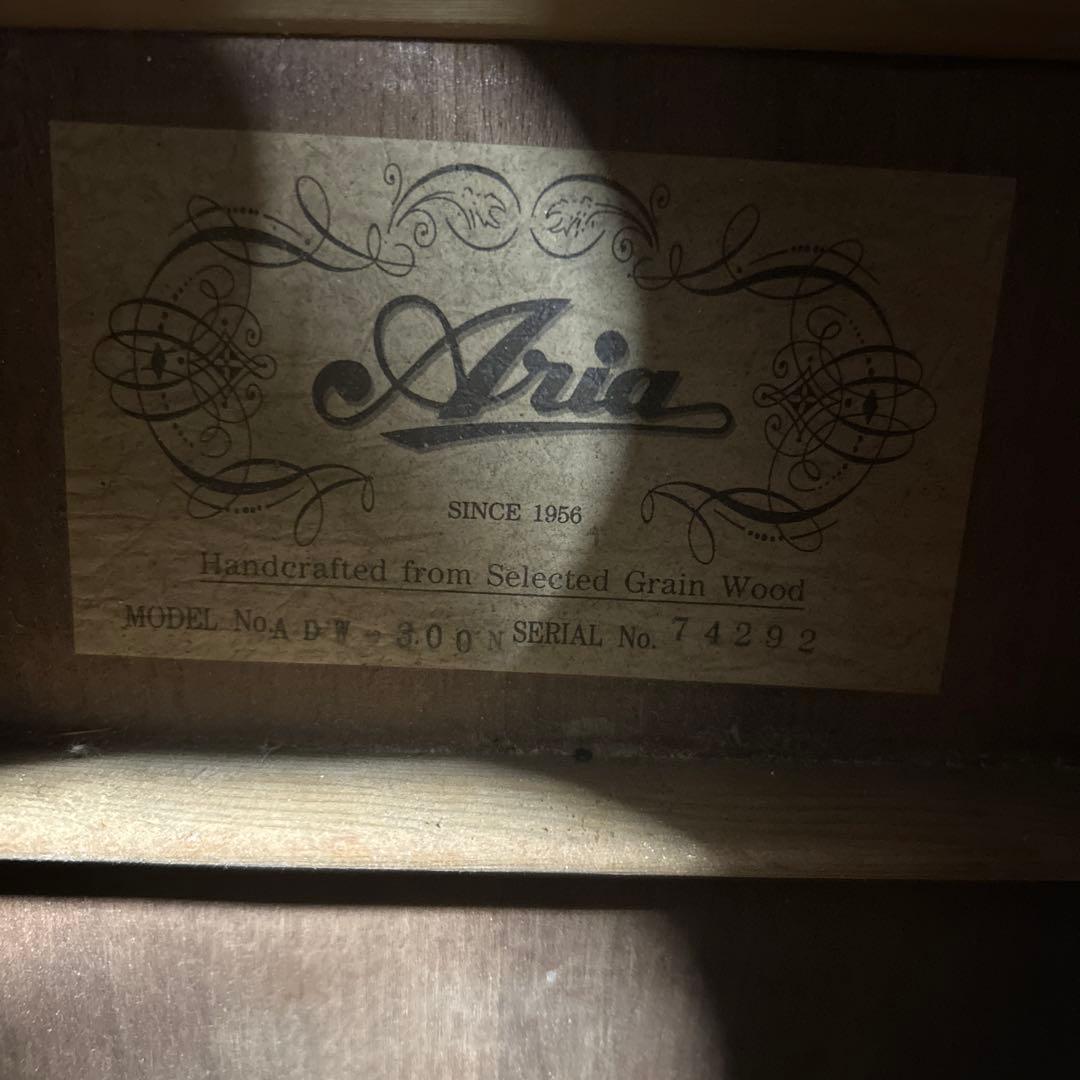 Aria
SINCE 1956
Handcrafted from Selected Grain Wood
MODEL No. ADW-300N SERIAL No. 74292